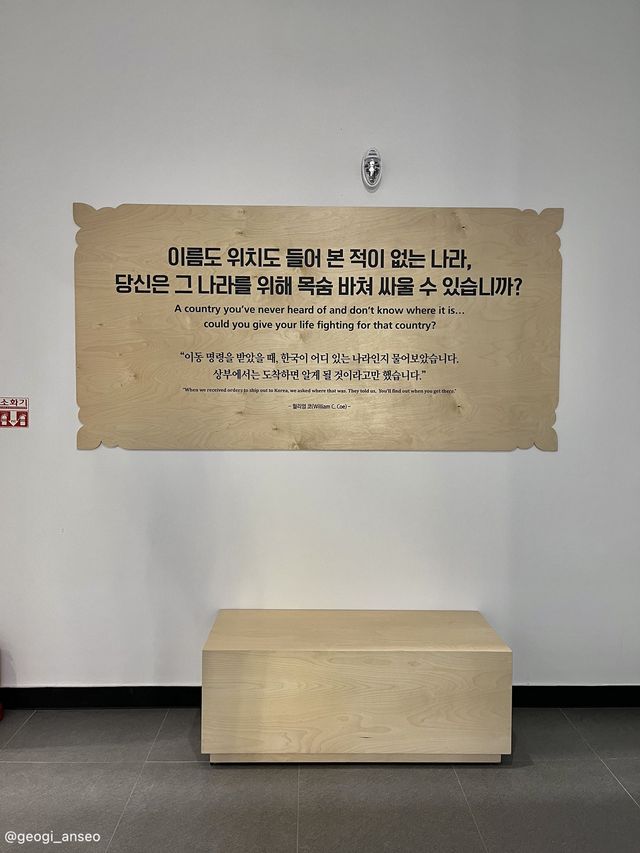 이름도 위치도 들어 본 적이 없는 나라,
당신은 그 나라를 위해 목숨 바쳐 싸울 수 있습니까?
A country you've never heard of and don't know where it is...
could you give your life fighting for that country?
"이동 명령을 받았을 때, 한국이 어디 있는 나라인지 물어보았습니다.
상부에서는 도착하면 알게 될 것이라고만 했습니다."
"When we received orders to ship out to Korea, we asked where that was. They told us, You'll find out when you get there."
- 윌리엄 코(William C. Coe) -
소화기
@geogi_anseo